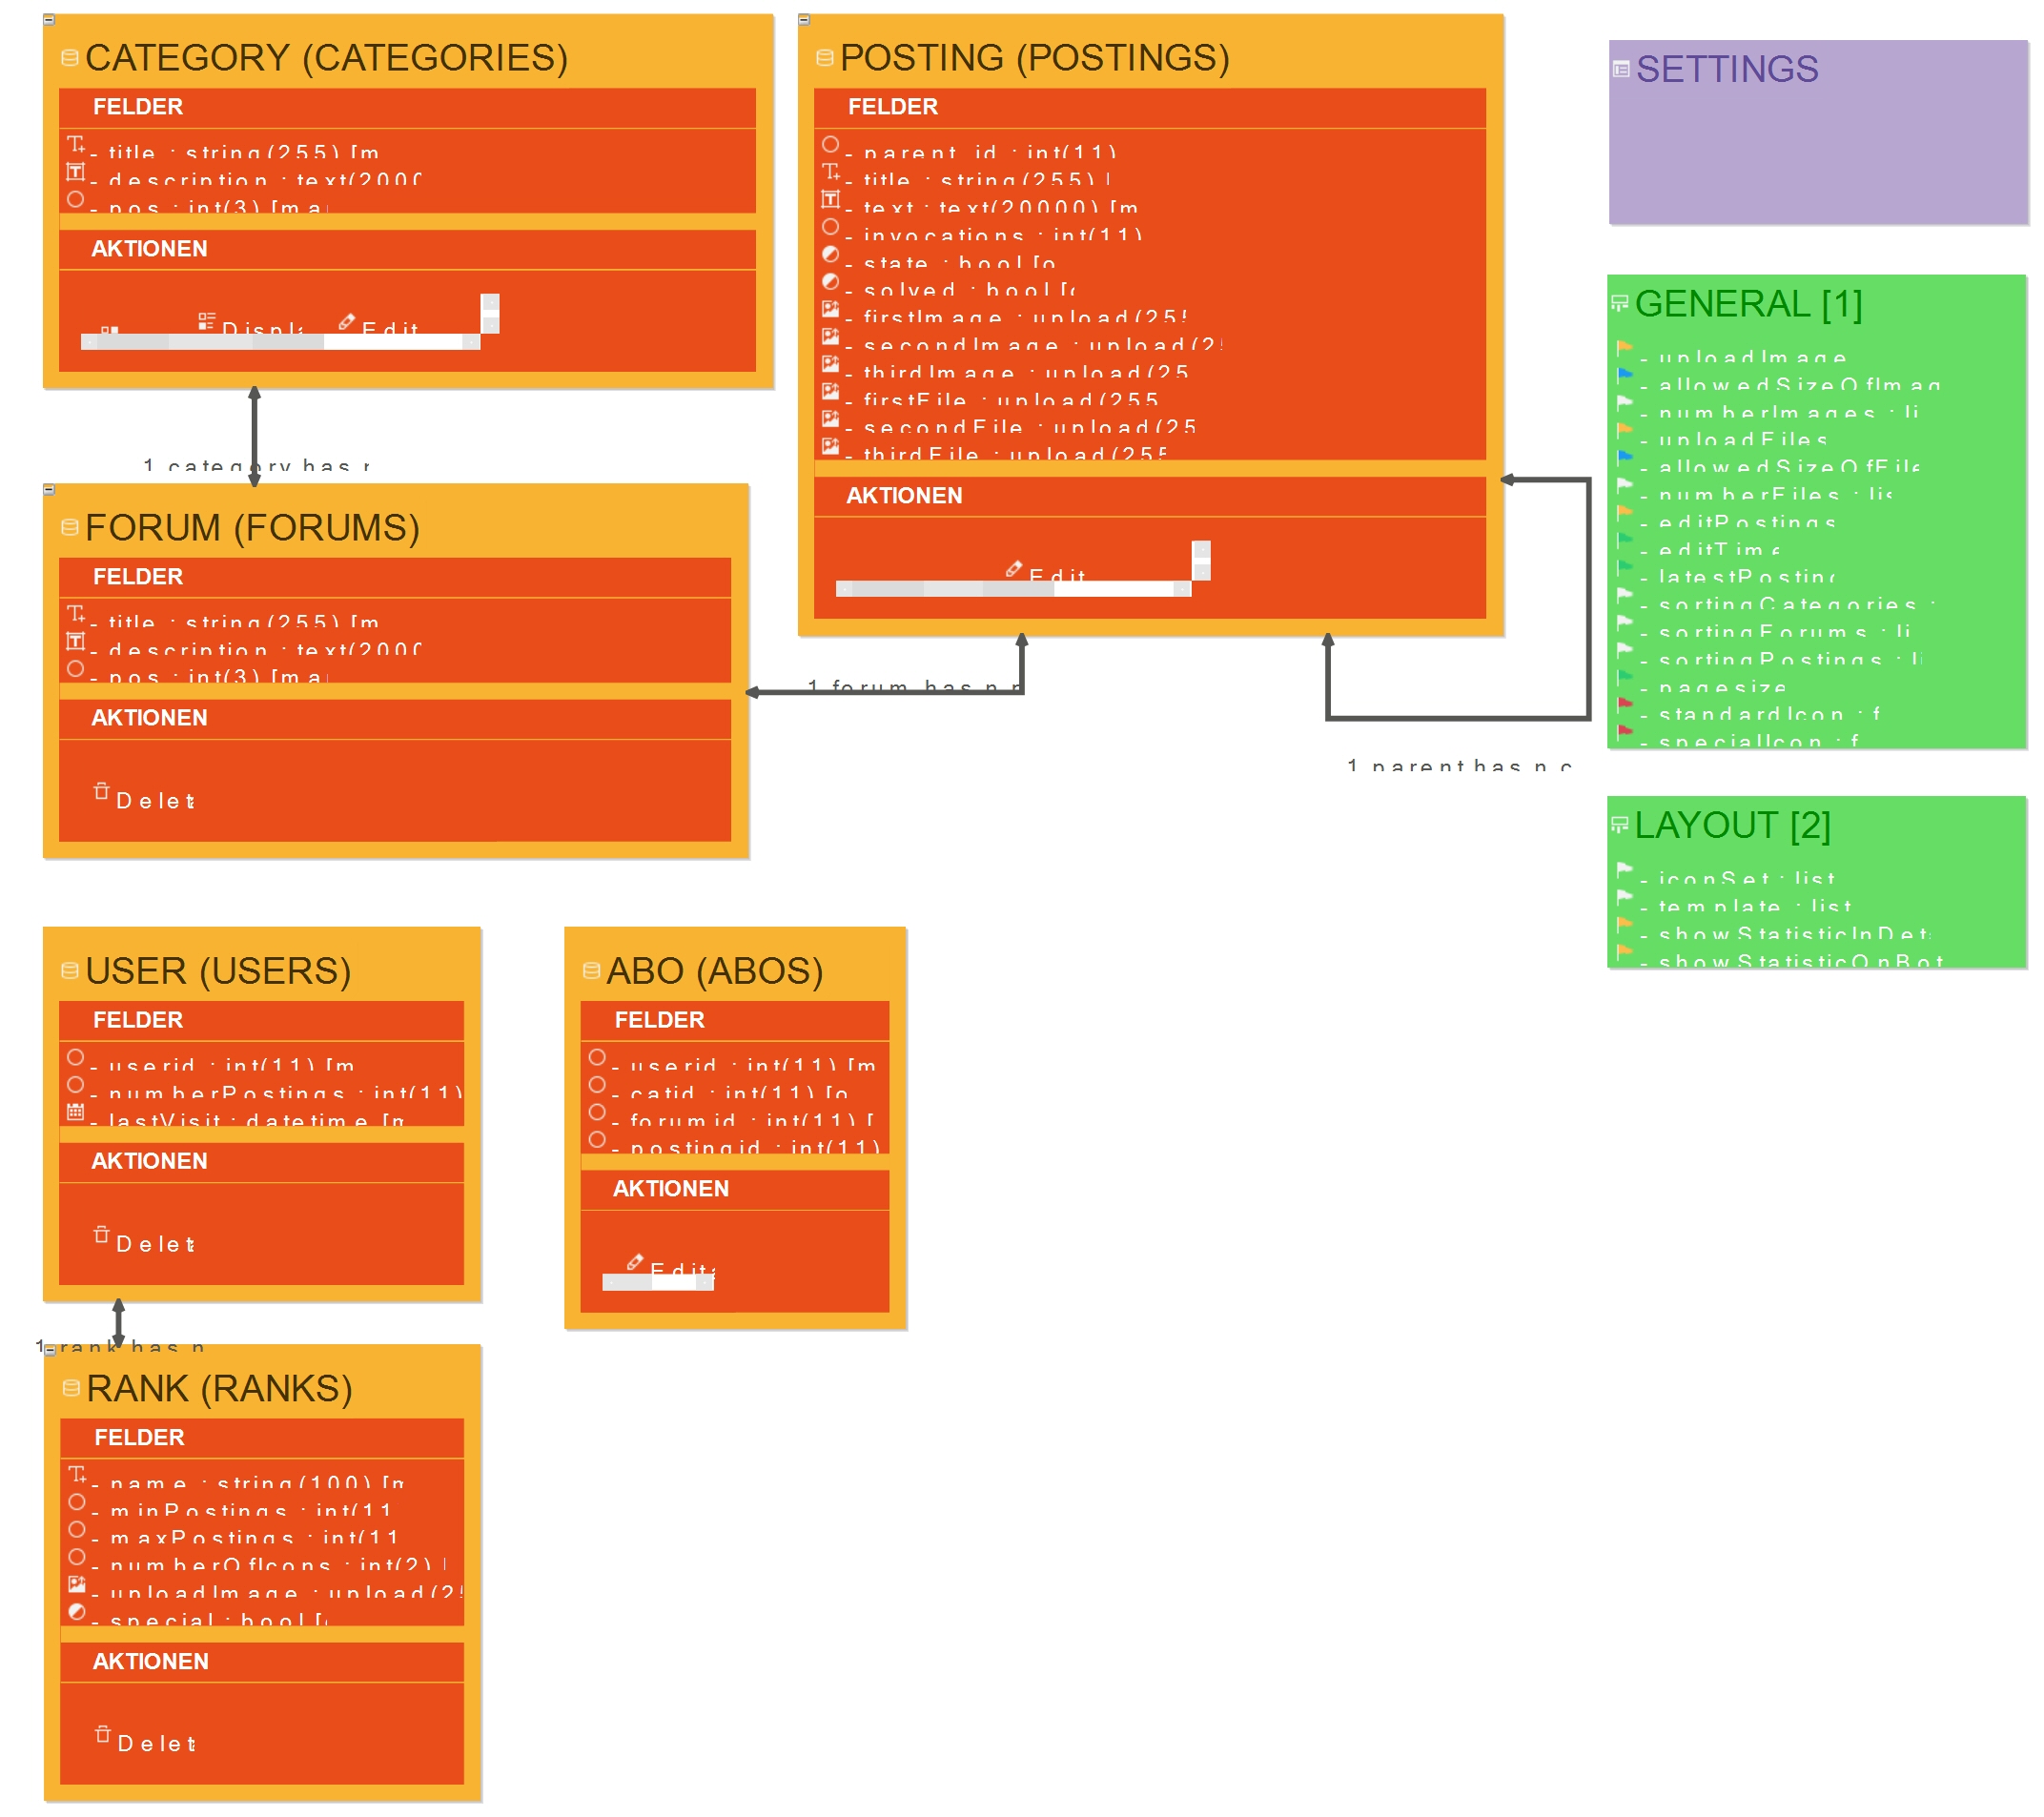 CATEGORY (CATEGORIES)
FELDER
- title : string(255) [m
- description : text(2000
- pos : int(3) [ma
AKTIONEN
Displ
Edit
1 category has n
FORUM (FORUMS)
FELDER
- title : string(255) [m
- description : text(2000
- pos : int(3) [ma
AKTIONEN
Delet
POSTING (POSTINGS)
FELDER
- parent_id : int(11)
- title : string(255) [
- text : text(20000) [m
- invocations : int(11)
- state : bool [o
- solved : bool [o
- firstImage : upload(255
- secondImage : upload(25
- thirdImage : upload(25
- firstFile : upload(255
- secondFile : upload(25
- thirdFile : upload(255
AKTIONEN
Edit
1 forum has n p
1 parent has n c
SETTINGS
GENERAL [1]
- uploadImage
- allowedSizeOfImag
- numberImages : li
- uploadFiles
- allowedSizeOfFile
- numberFiles : lis
- editPostings
- editTime
- latestPosting
- sortingCategories :
- sortingForums : li
- sortingPostings : li
- pagesize
- standardIcon : f
- specialIcon : f
LAYOUT [2]
- iconSet : list
- template : list
- showStatisticInDeta
- showStatisticOnBot
USER (USERS)
FELDER
- userid : int(11) [m
- numberPostings : int(11)
- lastVisit : datetime [m
AKTIONEN
Delet
ABO (ABOS)
FELDER
- userid : int(11) [m
- catid : int(11) [o
- forumid : int(11) [
- postingid : int(11)
AKTIONEN
Edit
1 rank has n
RANK (RANKS)
FELDER
- name : string(100) [m
- minPostings : int(11
- maxPostings : int(11
- numberOfIcons : int(2) [
- uploadImage : upload(25
- special : bool [o
AKTIONEN
Delet